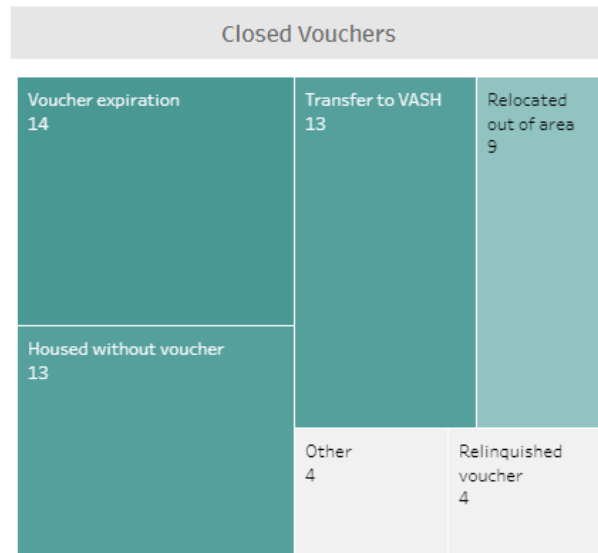 Closed Vouchers
Voucher expiration
14
Transfer to VASH
13
Relocated
out of area
9
Housed without voucher
13
Other
4
Relinquished
voucher
4